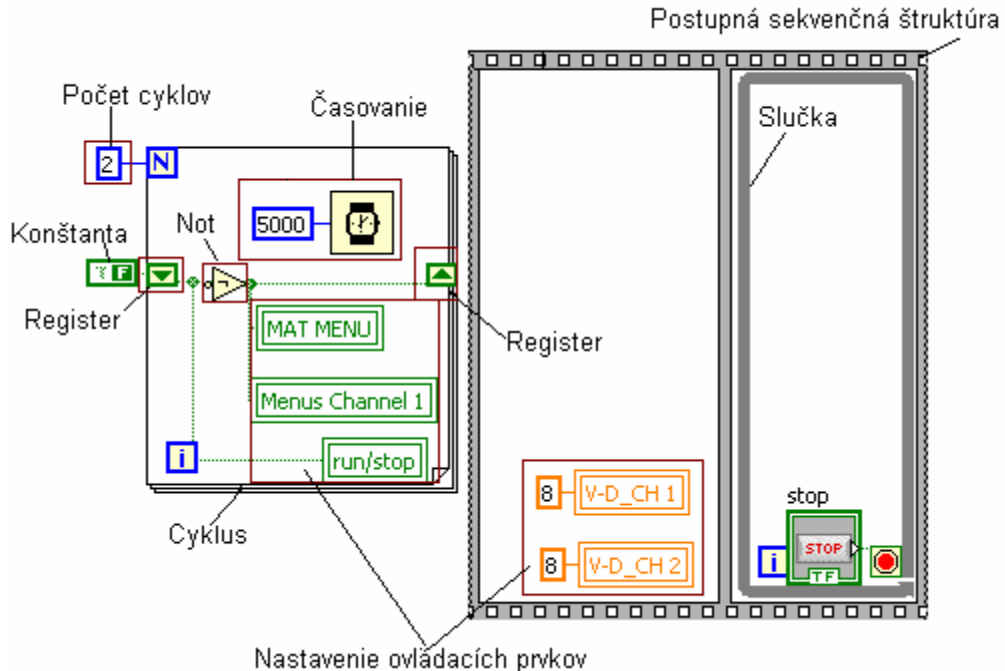 Postupná sekvenčná štruktúra
Počet cyklov
Časovanie
Slučka
2
N
5000
Not
Konštanta
F
Register
Register
MAT MENU
Menus Channel 1
i
run/stop
Cyklus
8
V-D_CH 1
8
V-D_CH 2
stop
i
STOP
TF
Nastavenie ovládacích prvkov